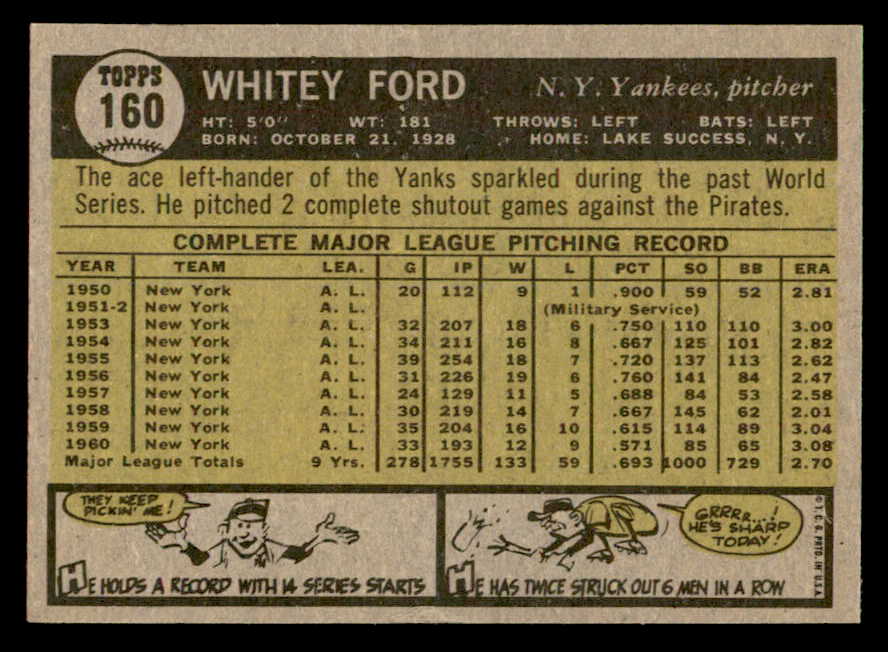 TOPPS
160
WHITEY FORD N. Y. Yankees, pitcher
HT: 5'0" WT: 181 THROWS: LEFT BATS: LEFT
BORN: OCTOBER 21, 1928 HOME: LAKE SUCCESS, N. Y.
The ace left-hander of the Yanks sparkled during the past World
Series. He pitched 2 complete shutout games against the Pirates.
COMPLETE MAJOR LEAGUE PITCHING RECORD
YEAR TEAM LEA. G IP W L PCT SO BB ERA
1950 New York A. L. 20 112 9 1 .900 59 52 2.81
1951-2 New York A. L. (Military Service)
1953 New York A. L. 32 207 18 6 .750 110 110 3.00
1954 New York A. L. 34 211 16 8 .667 125 101 2.82
1955 New York A. L. 39 254 18 7 .720 137 113 2.62
1956 New York A. L. 31 226 19 6 .760 141 84 2.47
1957 New York A. L. 24 129 11 5 .688 84 53 2.58
1958 New York A. L. 30 219 14 7 .667 145 62 2.01
1959 New York A. L. 35 204 16 10 .615 114 89 3.04
1960 New York A. L. 33 193 12 9 .571 85 65 3.08
Major League Totals 9 Yrs. 278 1755 133 59 .693 1000 729 2.70
THEY KEEP
PICKIN' ME!
HE HOLDS A RECORD WITH 14 SERIES STARTS
GRRR...!
HE'S SHARP
TODAY!
HE HAS TWICE STRUCK OUT 6 MEN IN A ROW
© T. C. G. PRTD. IN U.S.A.